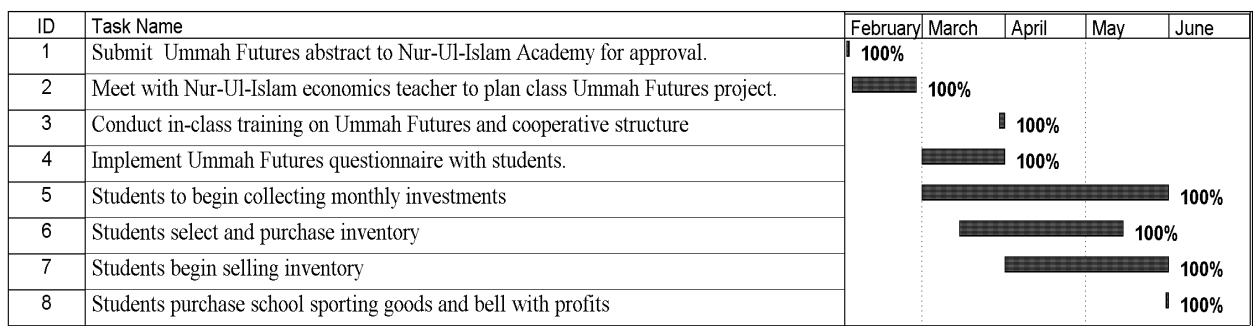 ID Task Name February March April May June
1 Submit Ummah Futures abstract to Nur-Ul-Islam Academy for approval. 100%
2 Meet with Nur-Ul-Islam economics teacher to plan class Ummah Futures project. 100%
3 Conduct in-class training on Ummah Futures and cooperative structure 100%
4 Implement Ummah Futures questionnaire with students. 100%
5 Students to begin collecting monthly investments 100%
6 Students select and purchase inventory 100%
7 Students begin selling inventory 100%
8 Students purchase school sporting goods and bell with profits 100%